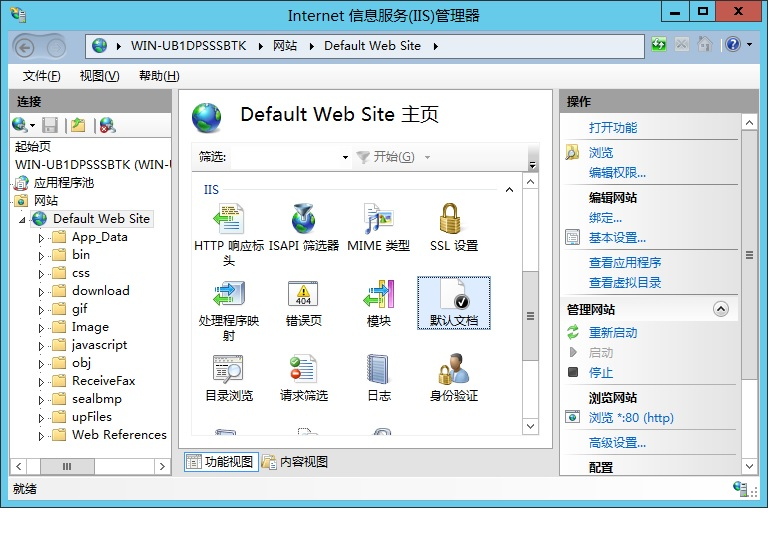 Internet 信息服务(IIS)管理器
WIN-UB1DPSSSBTK 网站 Default Web Site
文件(F) 视图(V) 帮助(H)
连接
起始页
WIN-UB1DPSSSBTK (WIN-U
应用程序池
网站
Default Web Site
App_Data
bin
css
download
gif
Image
javascript
obj
ReceiveFax
sealbmp
upFiles
Web References
Default Web Site 主页
筛选: 开始(G)
IIS
HTTP 响应标
头
ISAPI 筛选器
MIME 类型
SSL 设置
处理程序映
射
404
错误页
模块
默认文档
目录浏览
请求筛选
日志
身份验证
功能视图 内容视图
操作
打开功能
浏览
编辑权限...
编辑网站
绑定...
基本设置...
查看应用程序
查看虚拟目录
管理网站
重新启动
启动
停止
浏览网站
浏览 *:80 (http)
高级设置...
配置
就绪